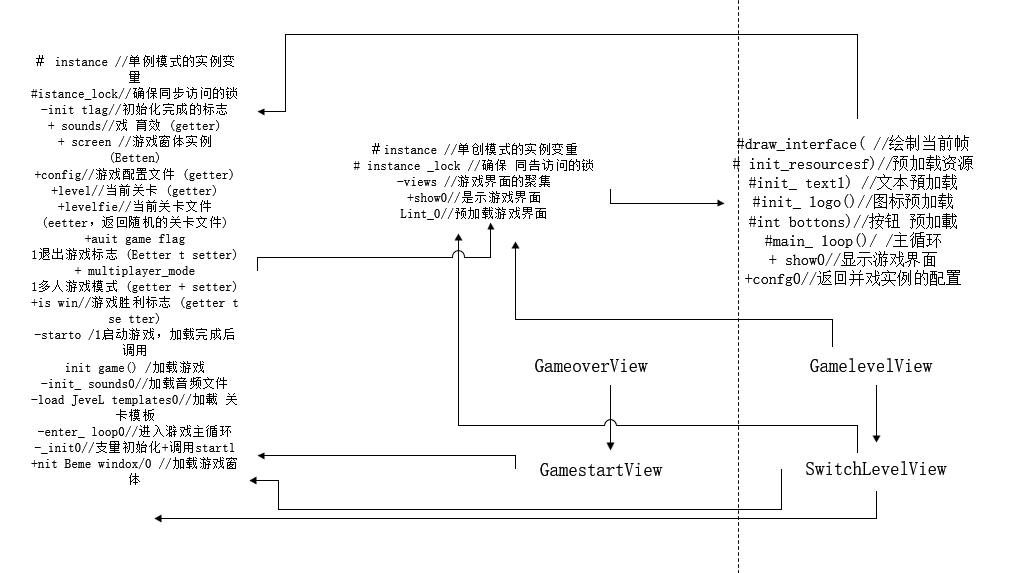 # instance //单例模式的实例变
量
#istance_lock//确保同步访问的锁
-init tlag//初始化完成的标志
+ sounds//戏 育效 (getter)
+ screen //游戏窗体实例
(Eetten)
+config//游戏配置文件 (getter)
+level//当前关卡 (getter)
+levelfie//当前关卡文件
(eetter, 返回随机的关卡文件)
+auit game flag
1退出游戏标志 (Eetter t setter)
+ multiplayer_mode
1多人游戏模式 (getter + setter)
+is win//游戏胜利标志 (getter t
se tter)
-starto /1启动游戏, 加载完成后
调用
init game() /加载游戏
-init_ sounds0//加载音频文件
-load JeveL templates0//加載 关
卡模板
-enter_ loop0//进入游戏主循环
-_init0//支量初始化+调用startl
+nit Beme windox/0 //加载游戏窗
体
# instance //单创模式的实例变重
# instance _lock //确保 同告访问的锁
-views //游戏界面的聚集
+show0//是示游戏界面
Lint_0//预加载游戏界面
#draw_interface( //绘制当前帧
# init_resourcesf)//预加载资源
#init_ text1) //文本預加载
#init_ logo()//图标预加载
#int bottons)//按钮 预加載
#main_ loop()/ /主循环
+ show0//显示游戏界面
+confg0//返回并戏实例的配置
GameoverView
GamelevelView
GamestartView
SwitchLevelView